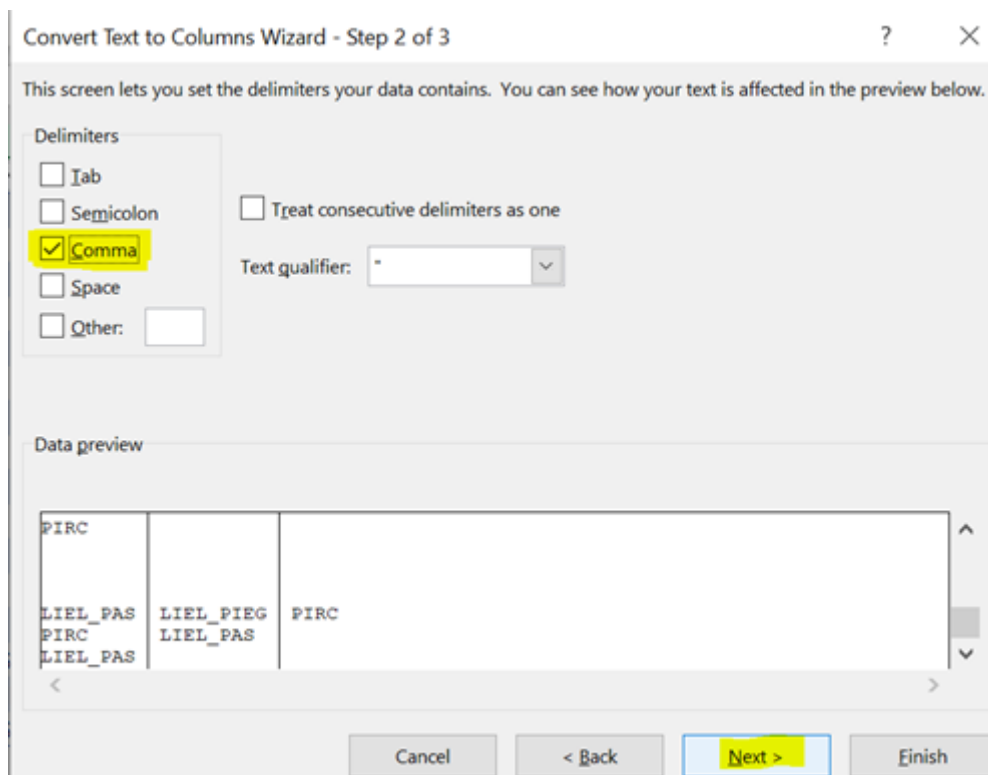 Convert Text to Columns Wizard - Step 2 of 3 ? ×
This screen lets you set the delimiters your data contains. You can see how your text is affected in the preview below.
Delimiters
Tab
Semicolon
Treat consecutive delimiters as one
Comma
Text qualifier: "
Space
Other:
Data preview
PIRC
LIEL_PAS LIEL_PIEG PIRC
PIRC LIEL_PAS
LIEL_PAS
Cancel < Back Next > Finish